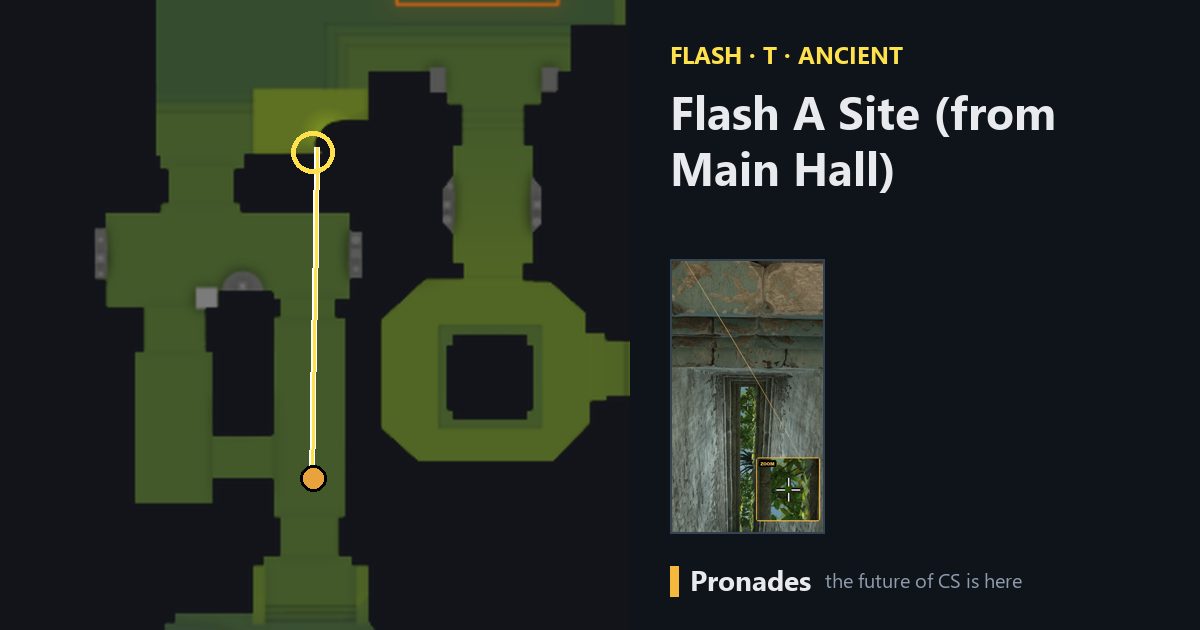 FLASH · T · ANCIENT
Flash A Site (from
Main Hall)
ZOOM
Pronades the future of CS is here